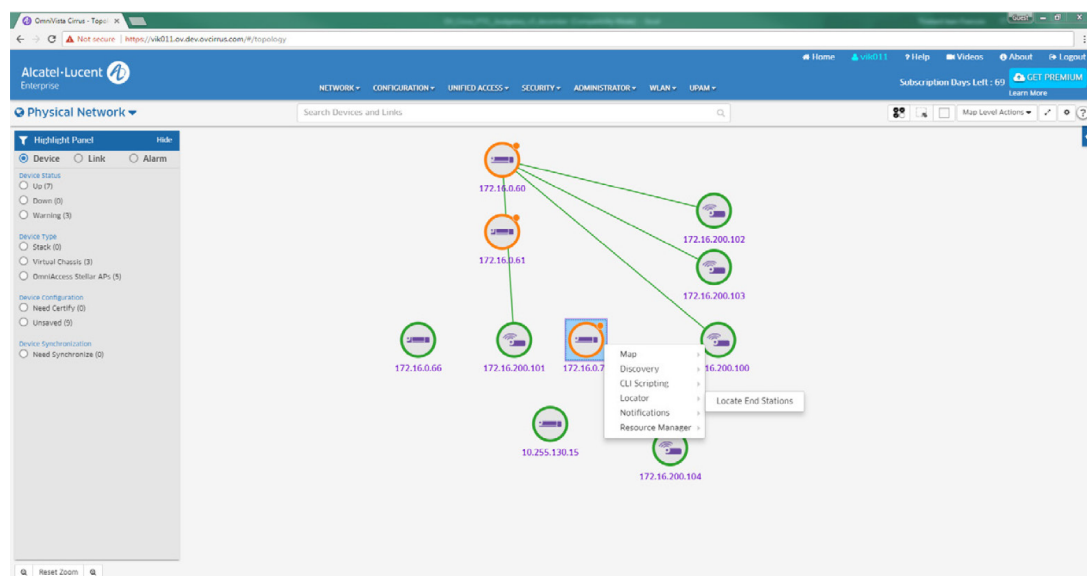 OmniVista Cirrus - Topol
Guest
Not secure | https://vik011.ov.dev.ovcirrus.com/#/topology
Home vik011 ? Help Videos About Logout
Alcatel-Lucent
Enterprise
NETWORK CONFIGURATION UNIFIED ACCESS SECURITY ADMINISTRATOR WLAN UPAM
Subscription Days Left : 69 GET PREMIUM
Learn More
Physical Network
Search Devices and Links
Map Level Actions
Highlight Panel Hide
Device Link Alarm
Device Status
Up (7)
Down (0)
Warning (3)
Device Type
Stack (0)
Virtual Chassis (3)
OmniAccess Stellar APs (5)
Device Configuration
Need Certify (0)
Unsaved (5)
Device Synchronization
Need Synchronize (0)
172.16.0.60
172.16.200.102
172.16.0.61
172.16.200.103
172.16.0.66
172.16.200.101
172.16.0.7
16.200.100
Map
Discovery
CLI Scripting
Locator
Locate End Stations
Notifications
Resource Manager
10.255.130.15
172.16.200.104
Reset Zoom